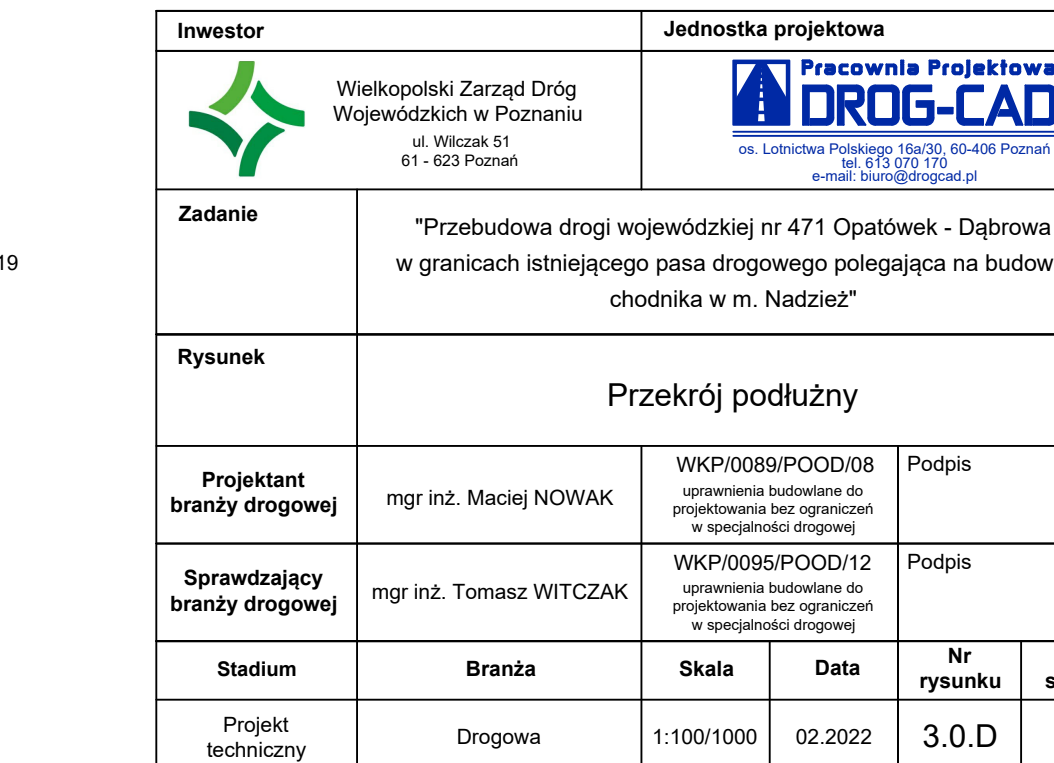 Inwestor
Jednostka projektowa
Wielkopolski Zarząd Dróg
Wojewódzkich w Poznaniu
ul. Wilczak 51
61 - 623 Poznań
Pracownia Projektowa
DROG-CAD
os. Lotnictwa Polskiego 16a/30, 60-406 Poznań
tel. 613 070 170
e-mail: biuro@drogcad.pl
19
Zadanie
"Przebudowa drogi wojewódzkiej nr 471 Opatówek - Dąbrowa
w granicach istniejącego pasa drogowego polegająca na budow
chodnika w m. Nadzież"
Rysunek
Przekrój podłużny
Projektant
branży drogowej
mgr inż. Maciej NOWAK
WKP/0089/POOD/08
uprawnienia budowlane do
projektowania bez ograniczeń
w specjalności drogowej
Podpis
Sprawdzający
branży drogowej
mgr inż. Tomasz WITCZAK
WKP/0095/POOD/12
uprawnienia budowlane do
projektowania bez ograniczeń
w specjalności drogowej
Podpis
Stadium
Branża
Skala
Data
Nr
rysunku
s
Projekt
techniczny
Drogowa
1:100/1000
02.2022
3.0.D